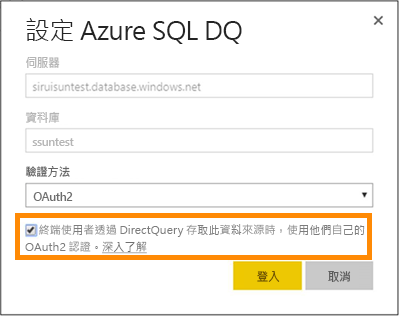 設定 Azure SQL DQ
伺服器
siruisuntest.database.windows.net
資料庫
ssuntest
驗證方法
OAuth2
終端使用者透過 DirectQuery 存取此資料來源時，使用他們自己的
OAuth2 認證。深入了解
登入 取消